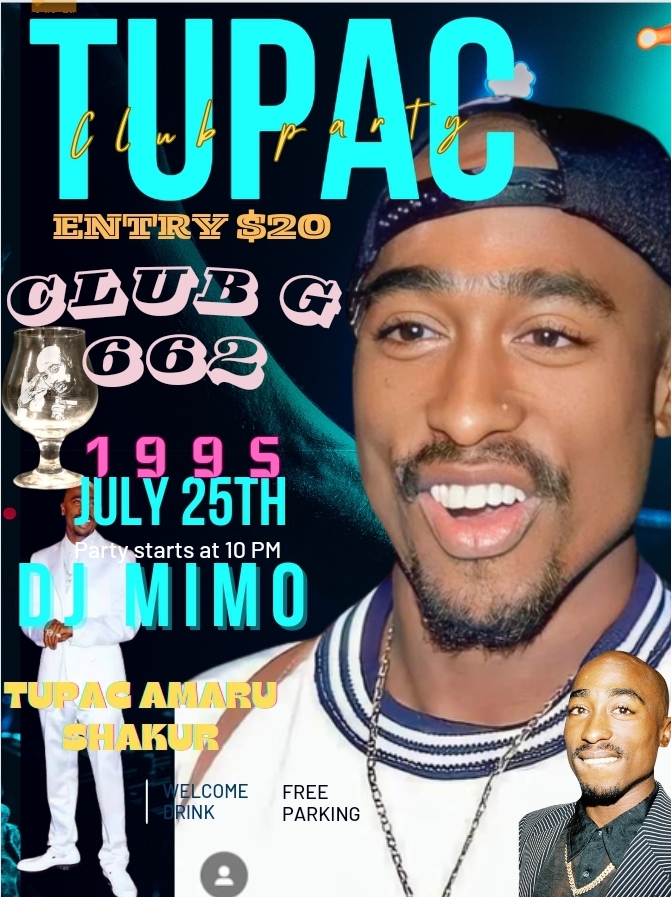 TUPAC
Club party
ENTRY $20
CLUB G
662
1995
JULY 25TH
Party starts at 10 PM
DJ MIMO
TUPAC AMARU
SHAKUR
WELCOME
DRINK
FREE
PARKING